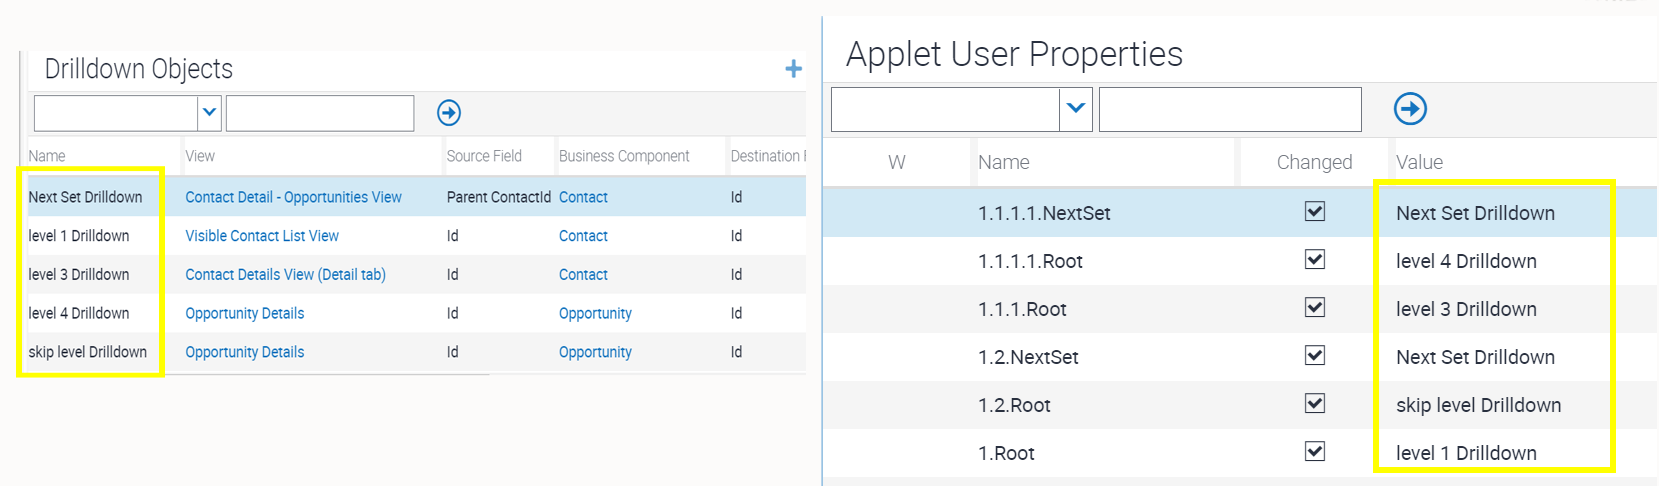 Drilldown Objects
Name View Source Field Business Component Destination F
Next Set Drilldown Contact Detail - Opportunities View Parent ContactId Contact Id
level 1 Drilldown Visible Contact List View Id Contact Id
level 3 Drilldown Contact Details View (Detail tab) Id Contact Id
level 4 Drilldown Opportunity Details Id Opportunity Id
skip level Drilldown Opportunity Details Id Opportunity Id
Applet User Properties
W Name Changed Value
1.1.1.1.NextSet Next Set Drilldown
1.1.1.1.Root level 4 Drilldown
1.1.1.Root level 3 Drilldown
1.2.NextSet Next Set Drilldown
1.2.Root skip level Drilldown
1.Root level 1 Drilldown